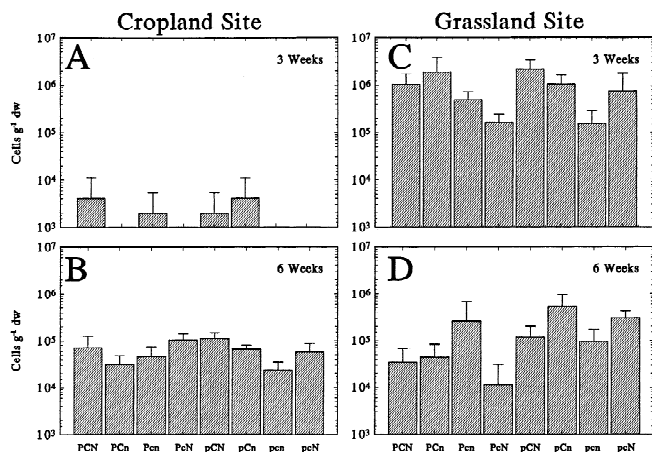 Cropland Site
Grassland Site
A
3 Weeks
C
3 Weeks
Cells g⁻¹ dw
10⁷
10⁶
10⁵
10⁴
10³
B
6 Weeks
D
6 Weeks
Cells g⁻¹ dw
10⁷
10⁶
10⁵
10⁴
10³
PCN PCn Pcn PcN pCN pCn pcn pcN
10⁷
10⁶
10⁵
10⁴
10³
10⁷
10⁶
10⁵
10⁴
10³
PCN PCn Pcn PcN pCN pCn pcn pcN